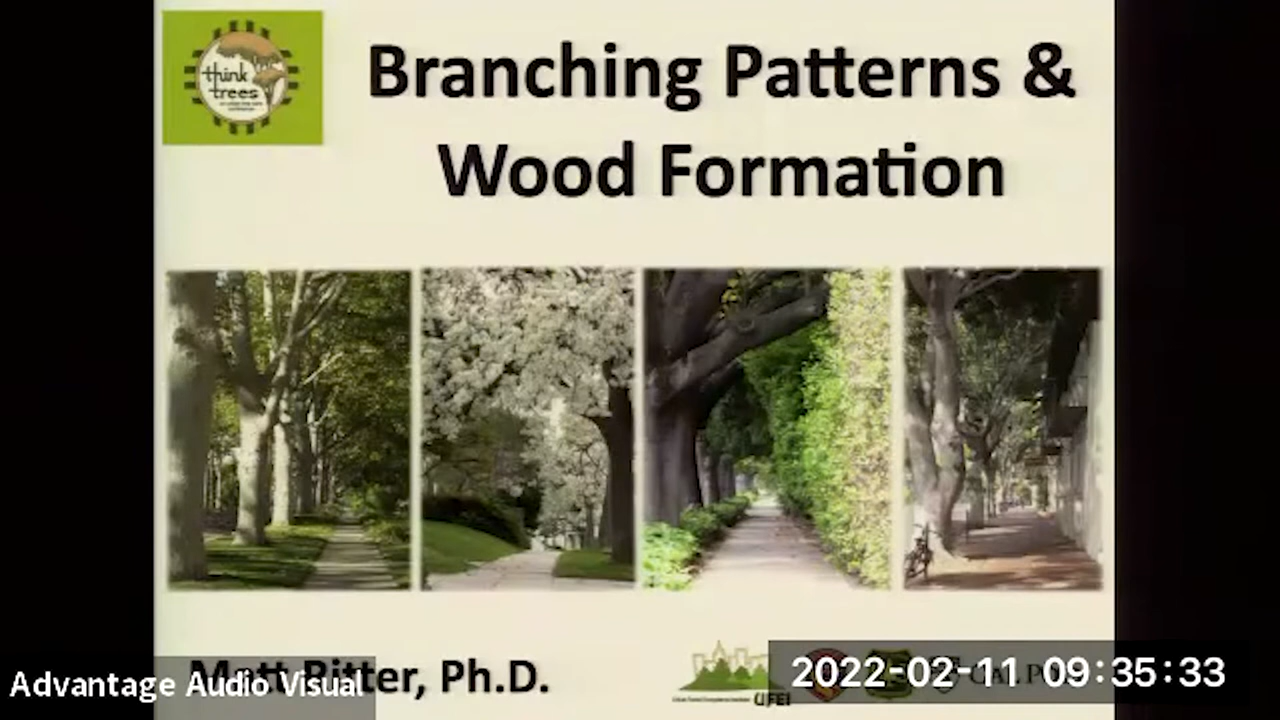 think
trees
Branching Patterns &
Wood Formation
Matt Ritter, Ph.D.
UFEI
Advantage Audio Visual
2022-02-11 09:35:33